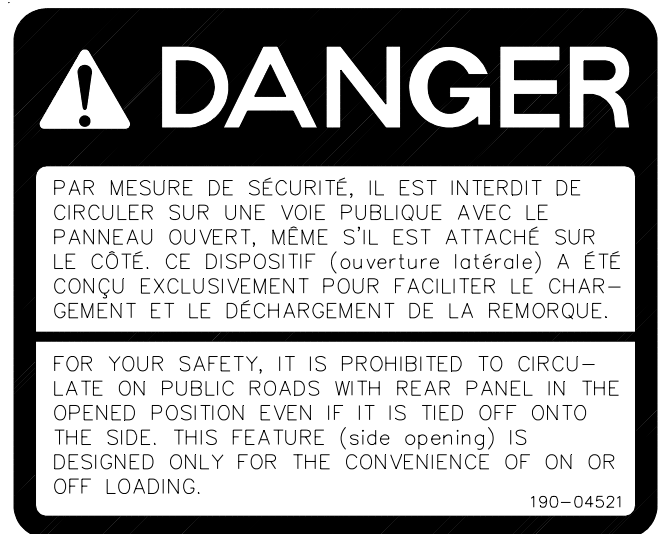 DANGER
PAR MESURE DE SÉCURITÉ, IL EST INTERDIT DE
CIRCULER SUR UNE VOIE PUBLIQUE AVEC LE
PANNEAU OUVERT, MÊME S'IL EST ATTACHÉ SUR
LE CÔTÉ. CE DISPOSITIF (ouverture latérale) A ÉTÉ
CONÇU EXCLUSIVEMENT POUR FACILITER LE CHAR-
GEMENT ET LE DÉCHARGEMENT DE LA REMORQUE.
FOR YOUR SAFETY, IT IS PROHIBITED TO CIRCU-
LATE ON PUBLIC ROADS WITH REAR PANEL IN THE
OPENED POSITION EVEN IF IT IS TIED OFF ONTO
THE SIDE. THIS FEATURE (side opening) IS
DESIGNED ONLY FOR THE CONVENIENCE OF ON OR
OFF LOADING.
190-04521